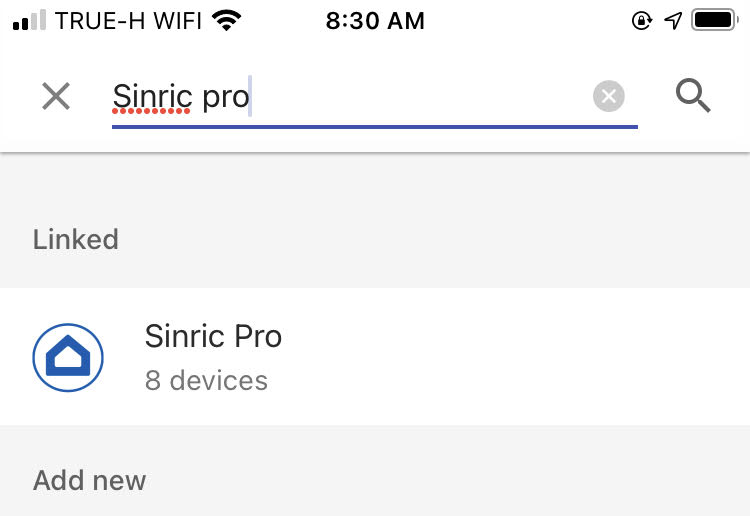 TRUE-H WIFI 8:30 AM
Sinric pro
Linked
Sinric Pro
8 devices
Add new